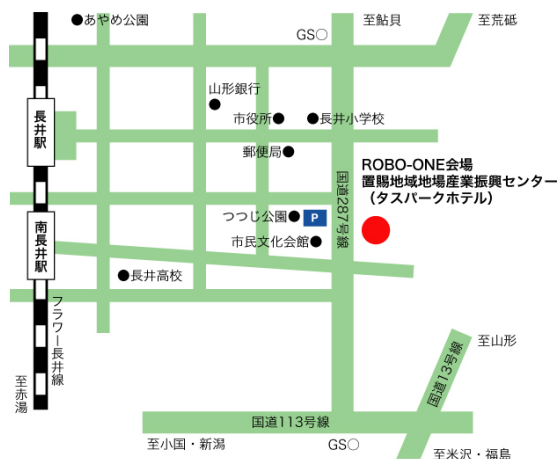 ●あやめ公園
至鮎貝
至荒砥
GS○
山形銀行
市役所●
●長井小学校
長井駅
郵便局●
国道287号線
ROBO-ONE会場
置賜地域地場産業振興センター
（タスパークホテル）
つつじ公園●
P
市民文化会館●
南長井駅
●長井高校
フラワー長井線
至赤湯
国道13号線
至山形
国道113号線
至小国・新潟
GS○
至米沢・福島